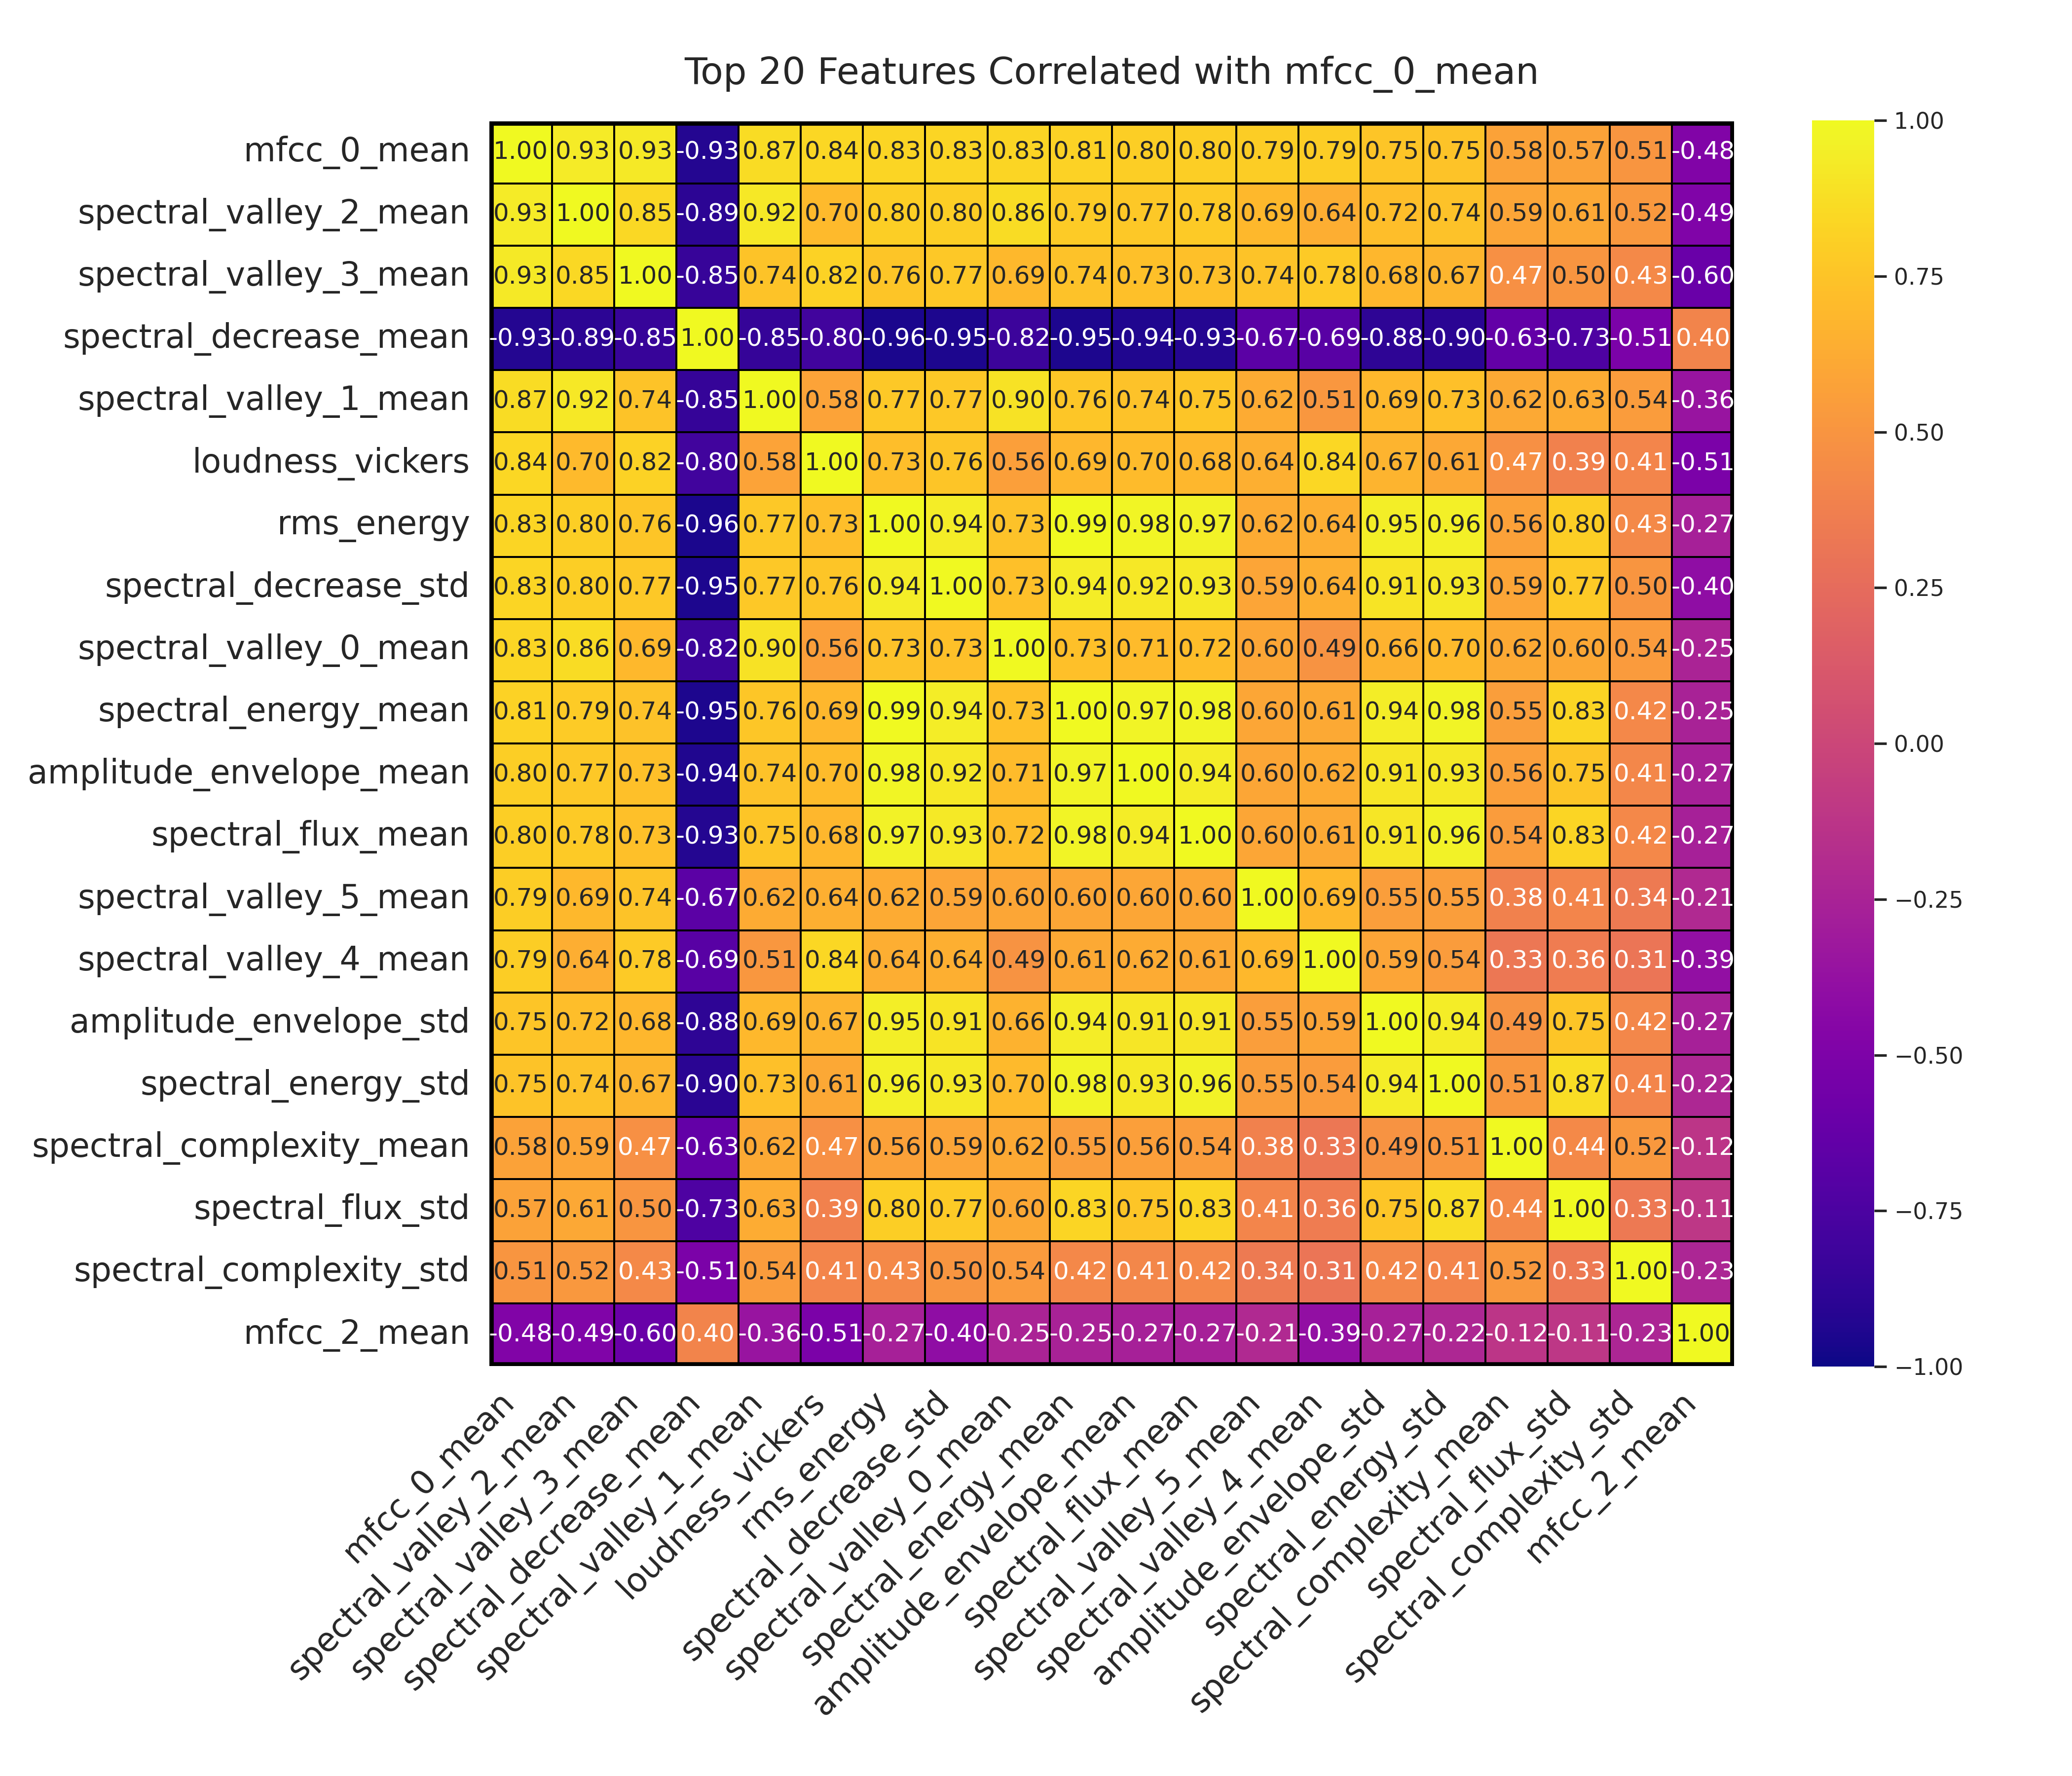 Top 20 Features Correlated with mfcc_0_mean
mfcc_0_mean 1.00 0.93 0.93 -0.93 0.87 0.84 0.83 0.83 0.83 0.81 0.80 0.80 0.79 0.79 0.75 0.75 0.58 0.57 0.51 -0.48
spectral_valley_2_mean 0.93 1.00 0.85 -0.89 0.92 0.70 0.80 0.80 0.86 0.79 0.77 0.78 0.69 0.64 0.72 0.74 0.59 0.61 0.52 -0.49
spectral_valley_3_mean 0.93 0.85 1.00 -0.85 0.74 0.82 0.76 0.77 0.69 0.74 0.73 0.73 0.74 0.78 0.68 0.67 0.47 0.50 0.43 -0.60
spectral_decrease_mean -0.93 -0.89 -0.85 1.00 -0.85 -0.80 -0.96 -0.95 -0.82 -0.95 -0.94 -0.93 -0.67 -0.69 -0.88 -0.90 -0.63 -0.73 -0.51 0.40
spectral_valley_1_mean 0.87 0.92 0.74 -0.85 1.00 0.58 0.77 0.77 0.90 0.76 0.74 0.75 0.62 0.51 0.69 0.73 0.62 0.63 0.54 -0.36
loudness_vickers 0.84 0.70 0.82 -0.80 0.58 1.00 0.73 0.76 0.56 0.69 0.70 0.68 0.64 0.84 0.67 0.61 0.47 0.39 0.41 -0.51
rms_energy 0.83 0.80 0.76 -0.96 0.77 0.73 1.00 0.94 0.73 0.99 0.98 0.97 0.62 0.64 0.95 0.96 0.56 0.80 0.43 -0.27
spectral_decrease_std 0.83 0.80 0.77 -0.95 0.77 0.76 0.94 1.00 0.73 0.94 0.92 0.93 0.59 0.64 0.91 0.93 0.59 0.77 0.50 -0.40
spectral_valley_0_mean 0.83 0.86 0.69 -0.82 0.90 0.56 0.73 0.73 1.00 0.73 0.71 0.72 0.60 0.49 0.66 0.70 0.62 0.60 0.54 -0.25
spectral_energy_mean 0.81 0.79 0.74 -0.95 0.76 0.69 0.99 0.94 0.73 1.00 0.97 0.98 0.60 0.61 0.94 0.98 0.55 0.83 0.42 -0.25
amplitude_envelope_mean 0.80 0.77 0.73 -0.94 0.74 0.70 0.98 0.92 0.71 0.97 1.00 0.94 0.60 0.62 0.91 0.93 0.56 0.75 0.41 -0.27
spectral_flux_mean 0.80 0.78 0.73 -0.93 0.75 0.68 0.97 0.93 0.72 0.98 0.94 1.00 0.60 0.61 0.91 0.96 0.54 0.83 0.42 -0.27
spectral_valley_5_mean 0.79 0.69 0.74 -0.67 0.62 0.64 0.62 0.59 0.60 0.60 0.60 0.60 1.00 0.69 0.55 0.55 0.38 0.41 0.34 -0.21
spectral_valley_4_mean 0.79 0.64 0.78 -0.69 0.51 0.84 0.64 0.64 0.49 0.61 0.62 0.61 0.69 1.00 0.59 0.54 0.33 0.36 0.31 -0.39
amplitude_envelope_std 0.75 0.72 0.68 -0.88 0.69 0.67 0.95 0.91 0.66 0.94 0.91 0.91 0.55 0.59 1.00 0.94 0.49 0.75 0.42 -0.27
spectral_energy_std 0.75 0.74 0.67 -0.90 0.73 0.61 0.96 0.93 0.70 0.98 0.93 0.96 0.55 0.54 0.94 1.00 0.51 0.87 0.41 -0.22
spectral_complexity_mean 0.58 0.59 0.47 -0.63 0.62 0.47 0.56 0.59 0.62 0.55 0.56 0.54 0.38 0.33 0.49 0.51 1.00 0.44 0.52 -0.12
spectral_flux_std 0.57 0.61 0.50 -0.73 0.63 0.39 0.80 0.77 0.60 0.83 0.75 0.83 0.41 0.36 0.75 0.87 0.44 1.00 0.33 -0.11
spectral_complexity_std 0.51 0.52 0.43 -0.51 0.54 0.41 0.43 0.50 0.54 0.42 0.41 0.42 0.34 0.31 0.42 0.41 0.52 0.33 1.00 -0.23
mfcc_2_mean -0.48 -0.49 -0.60 0.40 -0.36 -0.51 -0.27 -0.40 -0.25 -0.25 -0.27 -0.27 -0.21 -0.39 -0.27 -0.22 -0.12 -0.11 -0.23 1.00
mfcc_0_mean
spectral_valley_2_mean
spectral_valley_3_mean
spectral_decrease_mean
spectral_valley_1_mean
loudness_vickers
rms_energy
spectral_decrease_std
spectral_valley_0_mean
spectral_energy_mean
amplitude_envelope_mean
spectral_flux_mean
spectral_valley_5_mean
spectral_valley_4_mean
amplitude_envelope_std
spectral_energy_std
spectral_complexity_mean
spectral_flux_std
spectral_complexity_std
mfcc_2_mean
1.00
0.75
0.50
0.25
0.00
−0.25
−0.50
−0.75
−1.00